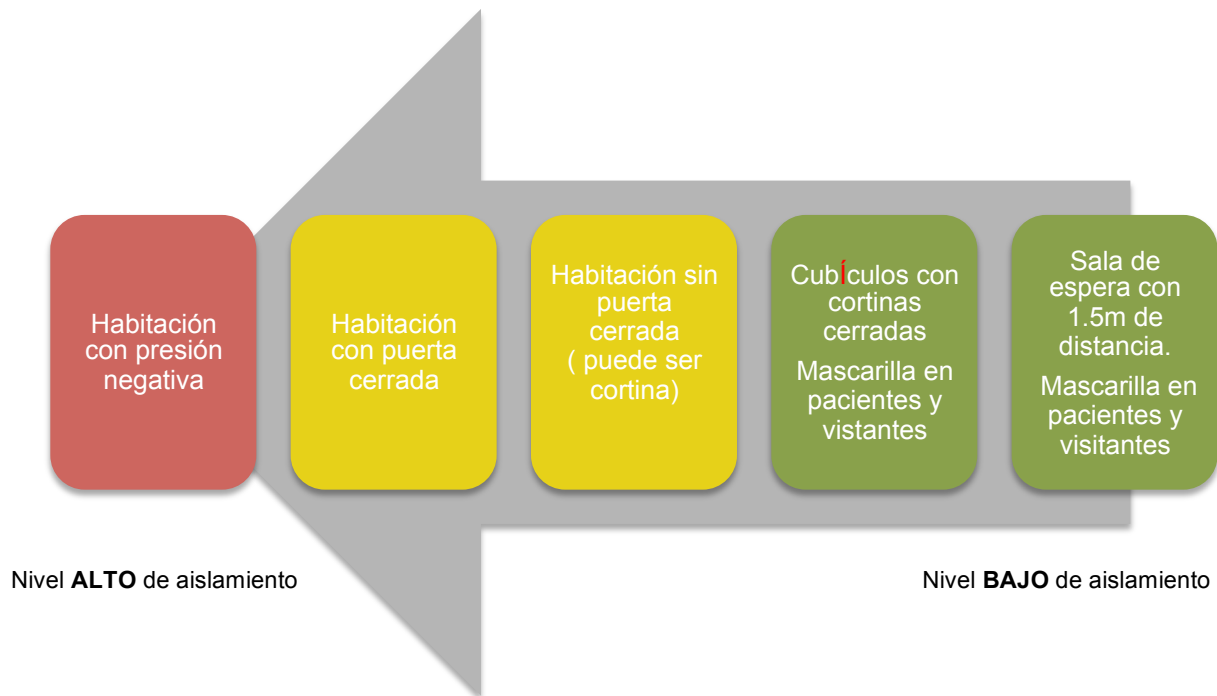 Habitación
con presión
negativa
Habitación
con puerta
cerrada
Habitación sin
puerta
cerrada
( puede ser
cortina)
CubÍculos con
cortinas
cerradas
Mascarilla en
pacientes y
vistantes
Sala de
espera con
1.5m de
distancia.
Mascarilla en
pacientes y
visitantes
Nivel ALTO de aislamiento
Nivel BAJO de aislamiento